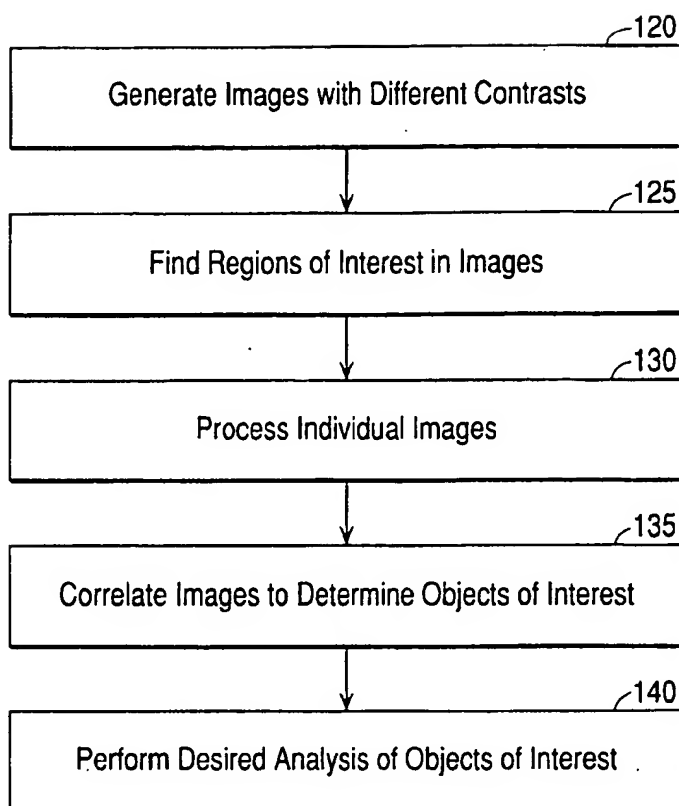 120
Generate Images with Different Contrasts
125
Find Regions of Interest in Images
130
Process Individual Images
135
Correlate Images to Determine Objects of Interest
140
Perform Desired Analysis of Objects of Interest